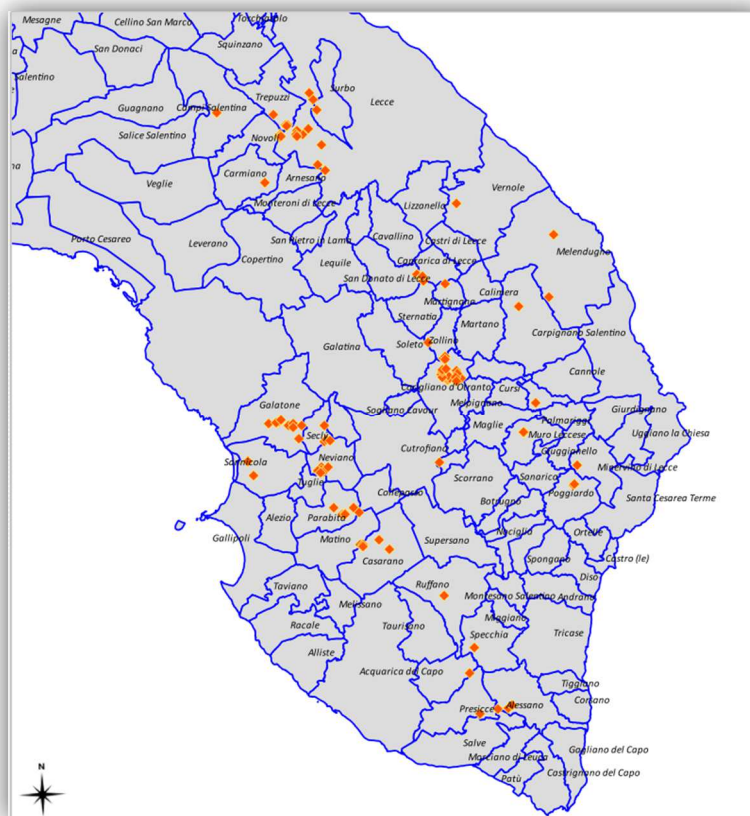 Mesagne
Cellino San Marco
Torchiarolo
Squinzano
San Donaci
a
Salentino
Surbo
Trepuzzi
Lecce
Guagnano
Campi Salentina
Salice Salentino
Novoli
na
Carmiano
Arnesano
Veglie
Vernole
Monteroni di Lecce
Lizzanello
Porto Cesareo
Leverano
San Pietro in Lama
Cavallino
Castri di Lecce
Melendugno
Copertino
Lequile
Caprarica di Lecce
San Donato di Lecce
Calimera
Martignano
Sternatia
Martano
Carpignano Salentino
Galatina
Soleto
Zollino
Cannole
Corigliano d'Otranto
Cursi
Galatone
Sogliano Cavour
Melpignano
Giurdignano
Maglie
Palmariggi
Seclì
Muro Leccese
Uggiano la Chiesa
Cutrofiano
Giuggianello
Neviano
Sannicola
Minervino di Lecce
Scorrano
Sanarica
Tuglie
Collepasso
Poggiardo
Botrugno
Santa Cesarea Terme
Alezio
Parabita
Gallipoli
Matino
Supersano
Nociglia
Ortelle
Casarano
Spongano
Castro (le)
Diso
Taviano
Ruffano
Montesano Salentino
Andrano
Melissano
Miggiano
Racale
Taurisano
Specchia
Tricase
Alliste
Acquarica del Capo
Tiggiano
Corsano
Presicce
Alessano
Salve
Gagliano del Capo
Morciano di Leuca
Castrignano del Capo
Patù
N